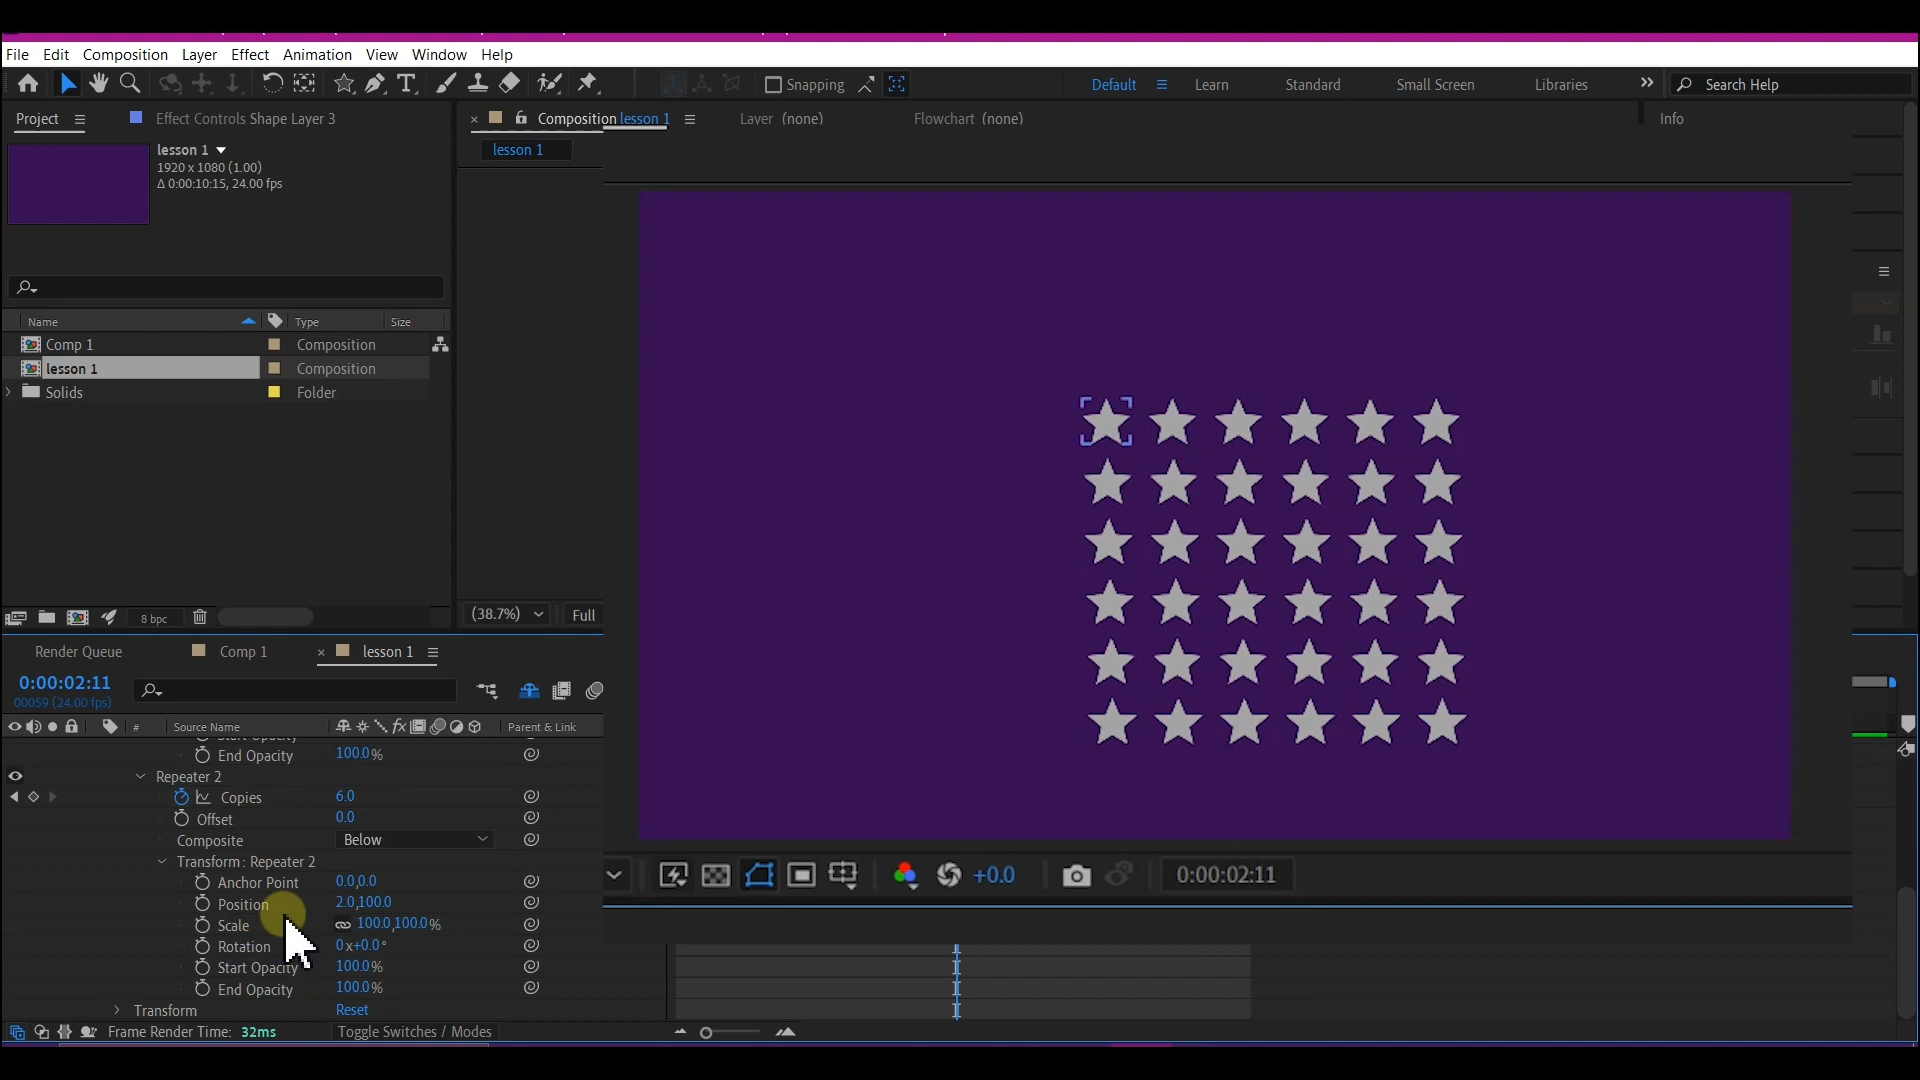 File Edit Composition Layer Effect Animation View Window Help
Snapping Default Learn Standard Small Screen Libraries Search Help
Project Effect Controls Shape Layer 3 Composition lesson 1 Layer (none) Flowchart (none) Info
lesson 1
lesson 1
1920 x 1080 (1.00)
Δ 0:00:10:15, 24.00 fps
Name Type Size
Comp 1 Composition
lesson 1 Composition
Solids Folder
8 bpc (38.7%) Full
Render Queue Comp 1 lesson 1
0:00:02:11
00059 (24.00 fps)
# Source Name Parent & Link
Start Opacity
End Opacity 100.0%
Repeater 2
Copies 6.0
Offset 0.0
Composite Below
Transform: Repeater 2
Anchor Point 0.0,0.0
Position 2.0,100.0
Scale 100.0,100.0%
Rotation 0x+0.0°
Start Opacity 100.0%
End Opacity 100.0%
Transform Reset
Frame Render Time: 32ms Toggle Switches / Modes
+0.0 0:00:02:11